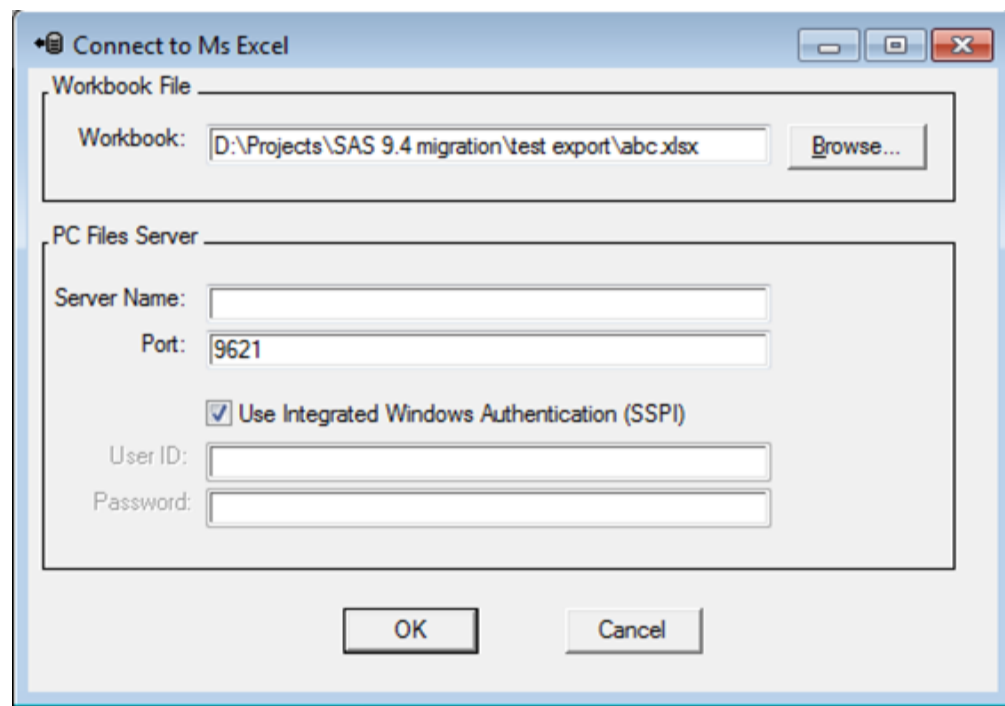 Connect to Ms Excel
Workbook File
Workbook: D:\Projects\SAS 9.4 migration\test export\abc.xlsx Browse...
PC Files Server
Server Name:
Port: 9621
Use Integrated Windows Authentication (SSPI)
User ID:
Password:
OK Cancel